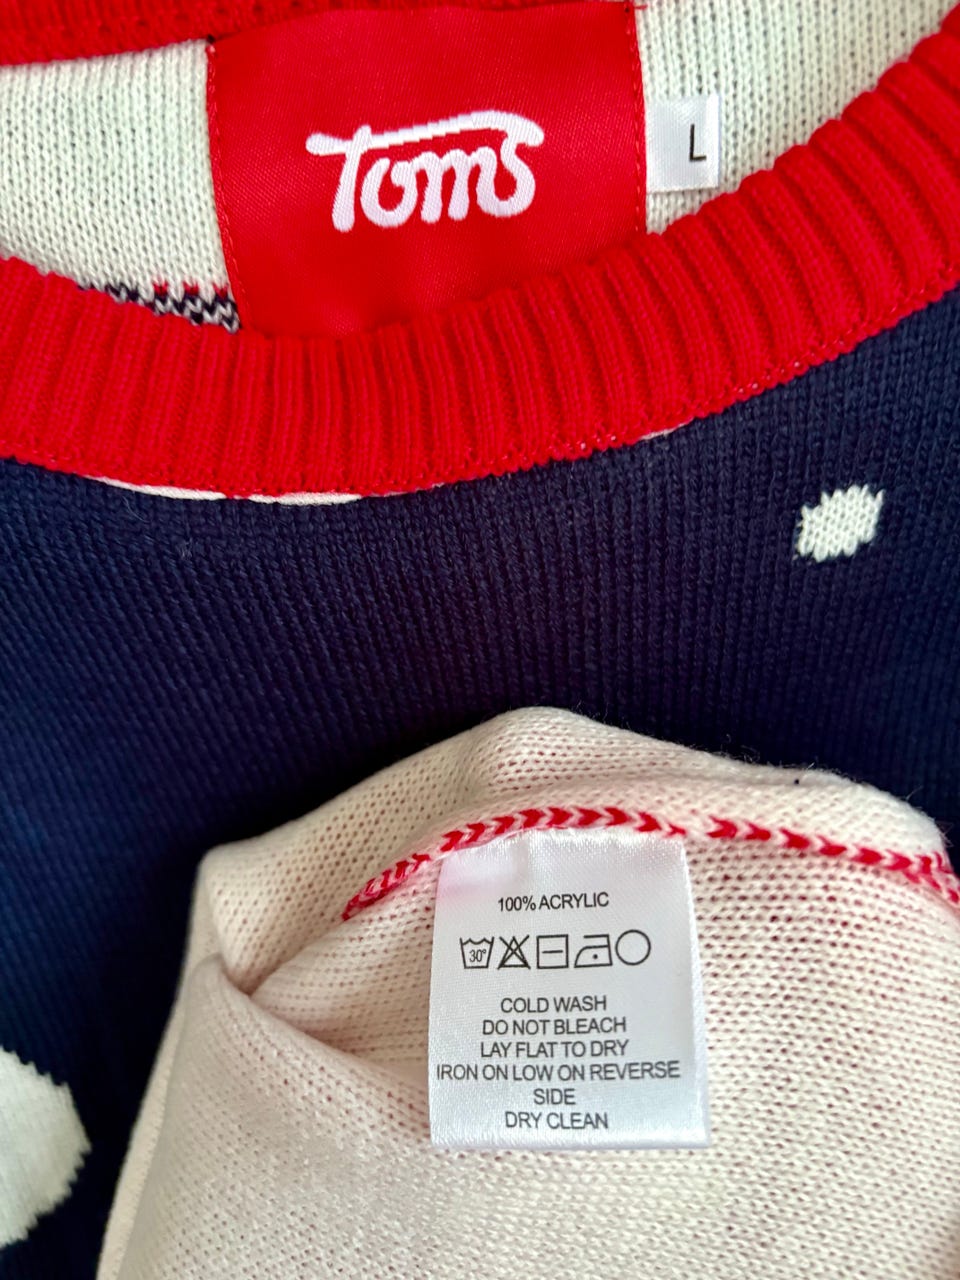 Toms
L
100% ACRYLIC
30°
COLD WASH
DO NOT BLEACH
LAY FLAT TO DRY
IRON ON LOW ON REVERSE
SIDE
DRY CLEAN